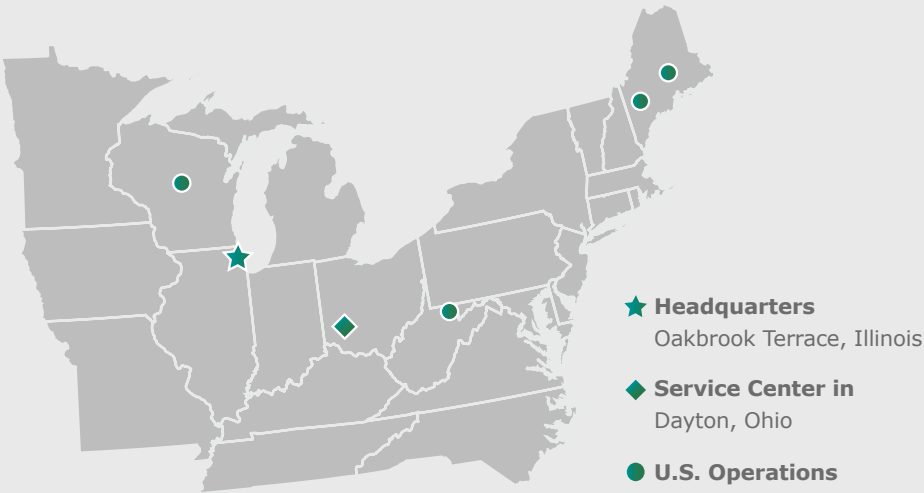 Headquarters
Oakbrook Terrace, Illinois
Service Center in
Dayton, Ohio
U.S. Operations